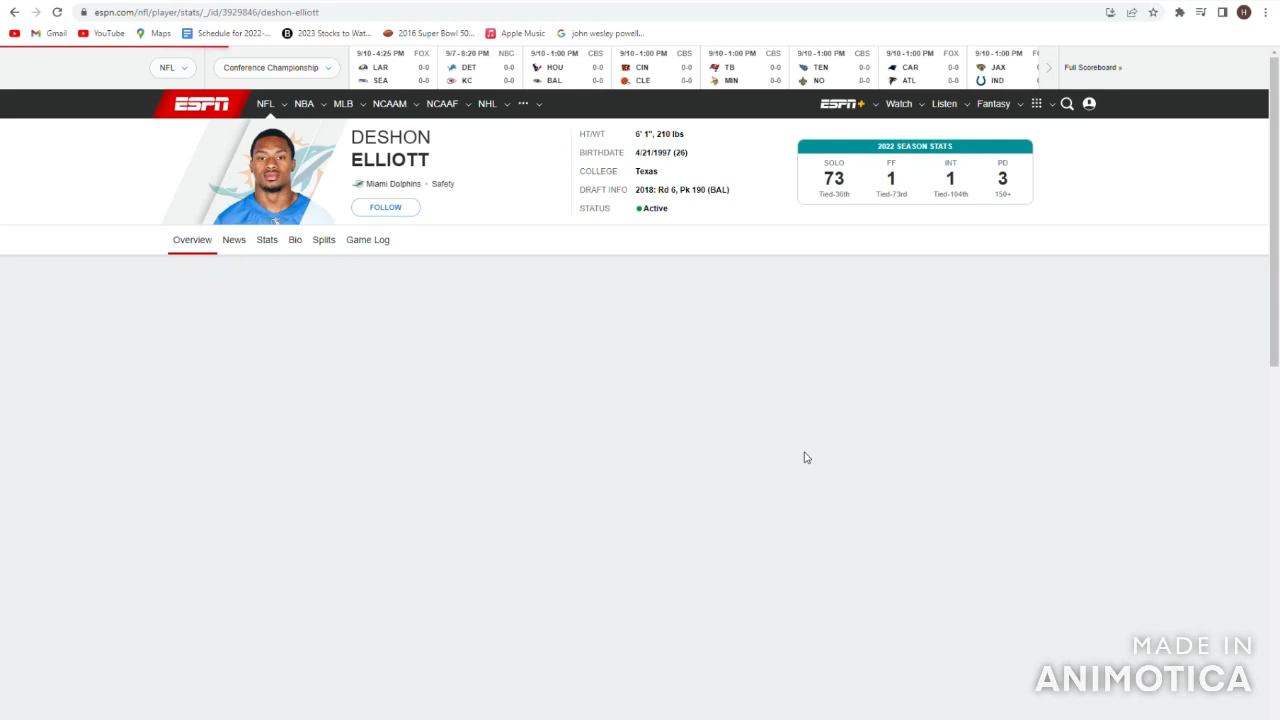 espn.com/nfl/player/stats/_/id/3929846/deshon-elliott
Gmail YouTube Maps Schedule for 2022-... 2023 Stocks to Wat... 2016 Super Bowl 50... Apple Music john wesley powell...
9/10 - 4:25 PM FOX 9/7 - 8:20 PM NBC 9/10 - 1:00 PM CBS 9/10 - 1:00 PM CBS 9/10 - 1:00 PM CBS 9/10 - 1:00 PM CBS 9/10 - 1:00 PM FOX 9/10 - 1:00 PM
NFL Conference Championship LAR 0-0 DET 0-0 HOU 0-0 CIN 0-0 TB 0-0 TEN 0-0 CAR 0-0 JAX Full Scoreboard »
SEA 0-0 KC 0-0 BAL 0-0 CLE 0-0 MIN 0-0 NO 0-0 ATL 0-0 IND
ESPN NFL NBA MLB NCAAM NCAAF NHL ••• ESPN+ Watch Listen Fantasy
DESHON
ELLIOTT
Miami Dolphins • Safety
FOLLOW
HT/WT 6' 1", 210 lbs
BIRTHDATE 4/21/1997 (26)
COLLEGE Texas
DRAFT INFO 2018: Rd 6, Pk 190 (BAL)
STATUS Active
2022 SEASON STATS
SOLO FF INT PD
73 1 1 3
Tied-36th Tied-73rd Tied-104th 150+
Overview News Stats Bio Splits Game Log
MADE IN
ANIMOTICA